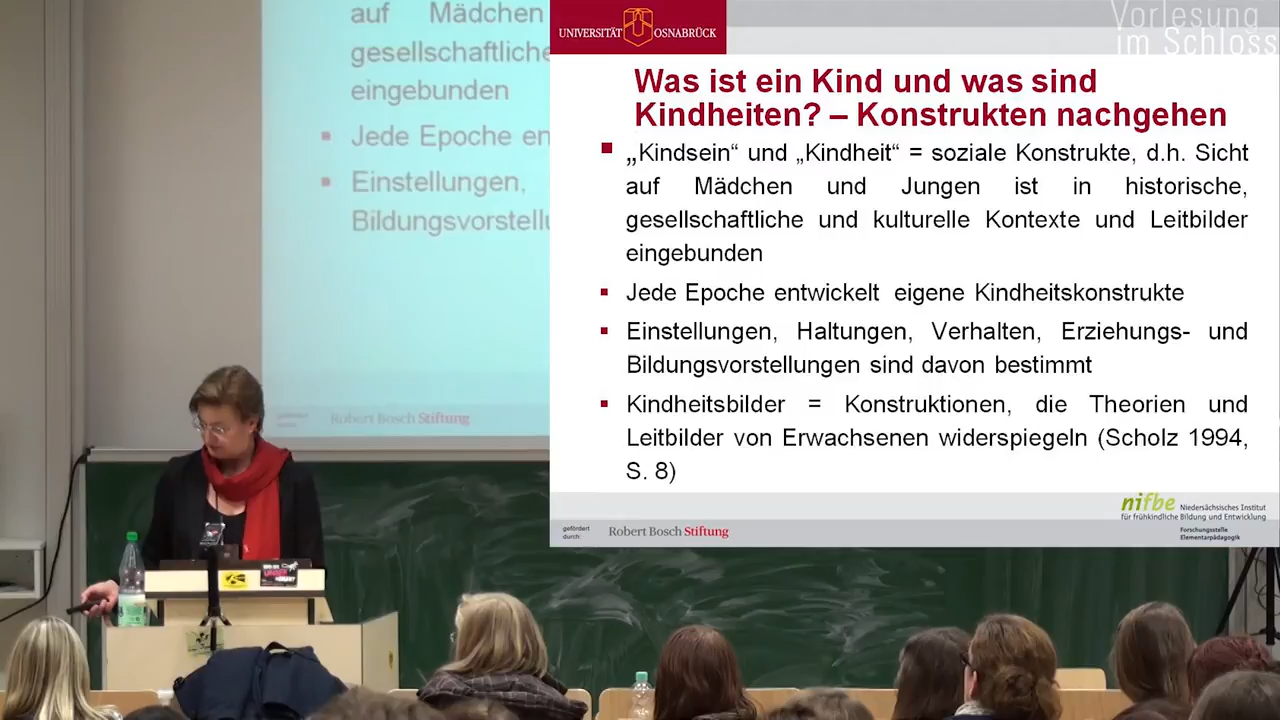 auf Mädchen
gesellschaftliche
eingebunden
Jede Epoche en
Einstellungen,
Bildungsvorstellu
Robert Bosch Stiftung
UNIVERSITÄT OSNABRÜCK
Vorlesung
im Schloss
Was ist ein Kind und was sind
Kindheiten? – Konstrukten nachgehen
„Kindsein“ und „Kindheit“ = soziale Konstrukte, d.h. Sicht
auf Mädchen und Jungen ist in historische,
gesellschaftliche und kulturelle Kontexte und Leitbilder
eingebunden
Jede Epoche entwickelt eigene Kindheitskonstrukte
Einstellungen, Haltungen, Verhalten, Erziehungs- und
Bildungsvorstellungen sind davon bestimmt
Kindheitsbilder = Konstruktionen, die Theorien und
Leitbilder von Erwachsenen widerspiegeln (Scholz 1994,
S. 8)
gefördert
durch:
Robert Bosch Stiftung
nifbe Niedersächsisches Institut
für frühkindliche Bildung und Entwicklung
Forschungsstelle
Elementarpädagogik